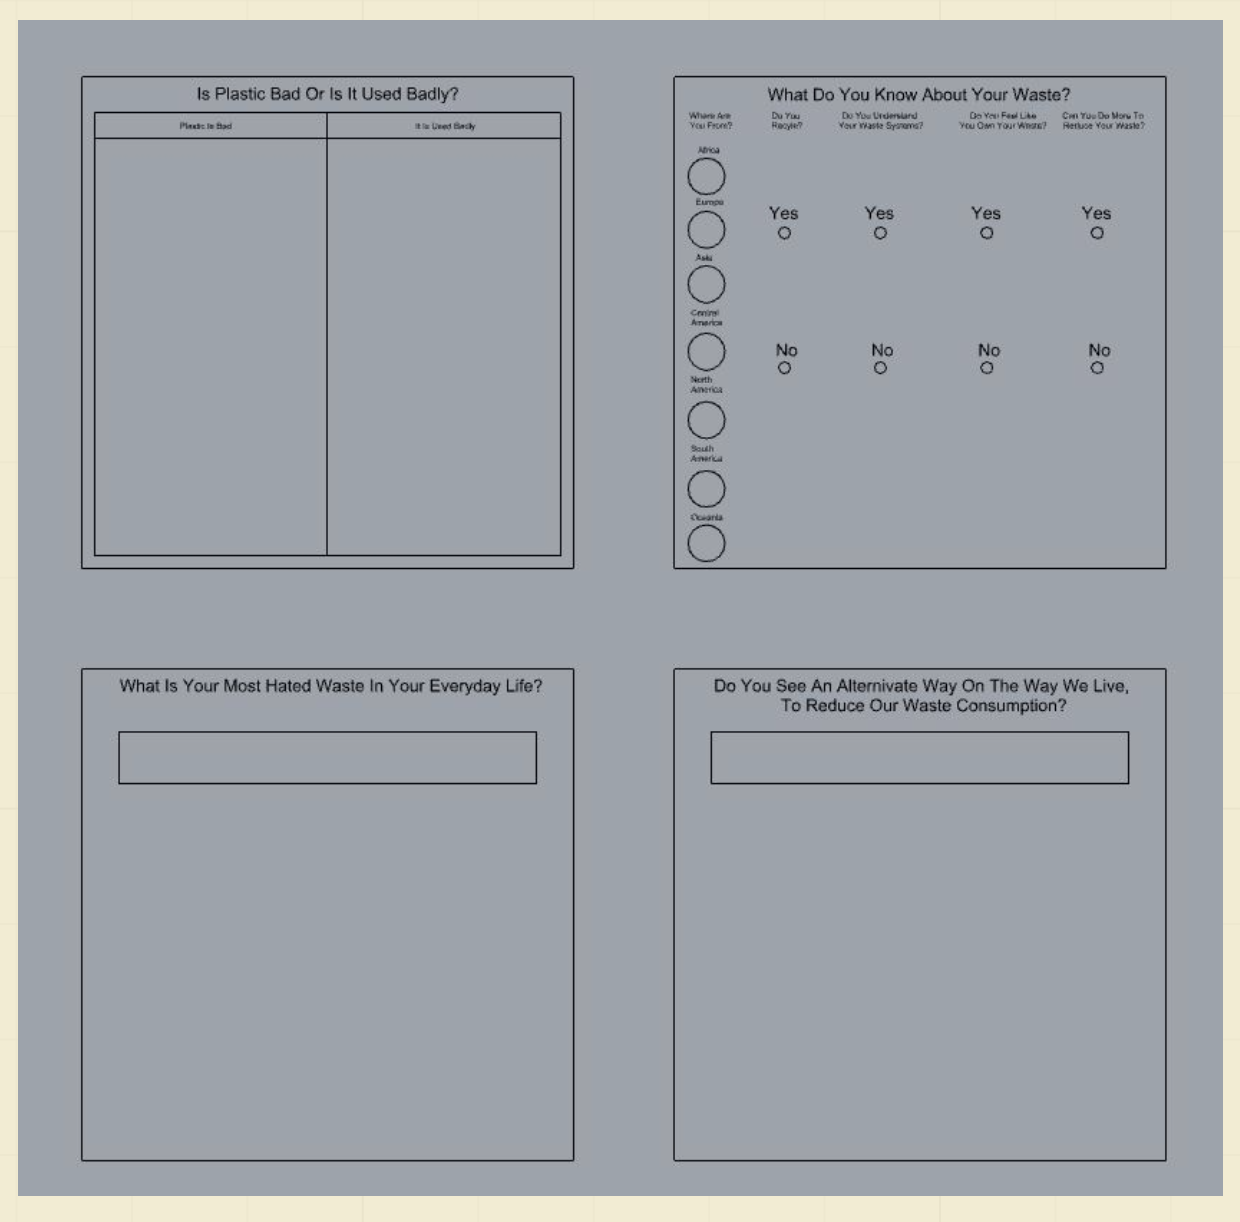 Is Plastic Bad Or Is It Used Badly?
Plastic Is Bad
It Is Used Badly
What Do You Know About Your Waste?
Where Are
You From?
Do You
Recyle?
Do You Understand
Your Waste Systems?
Do You Feel Like
You Own Your Waste?
Can You Do More To
Reduce Your Waste?
Africa
Europe
Asia
Central
America
North
America
South
America
Oceania
Yes
Yes
Yes
Yes
No
No
No
No
What Is Your Most Hated Waste In Your Everyday Life?
Do You See An Alternivate Way On The Way We Live,
To Reduce Our Waste Consumption?